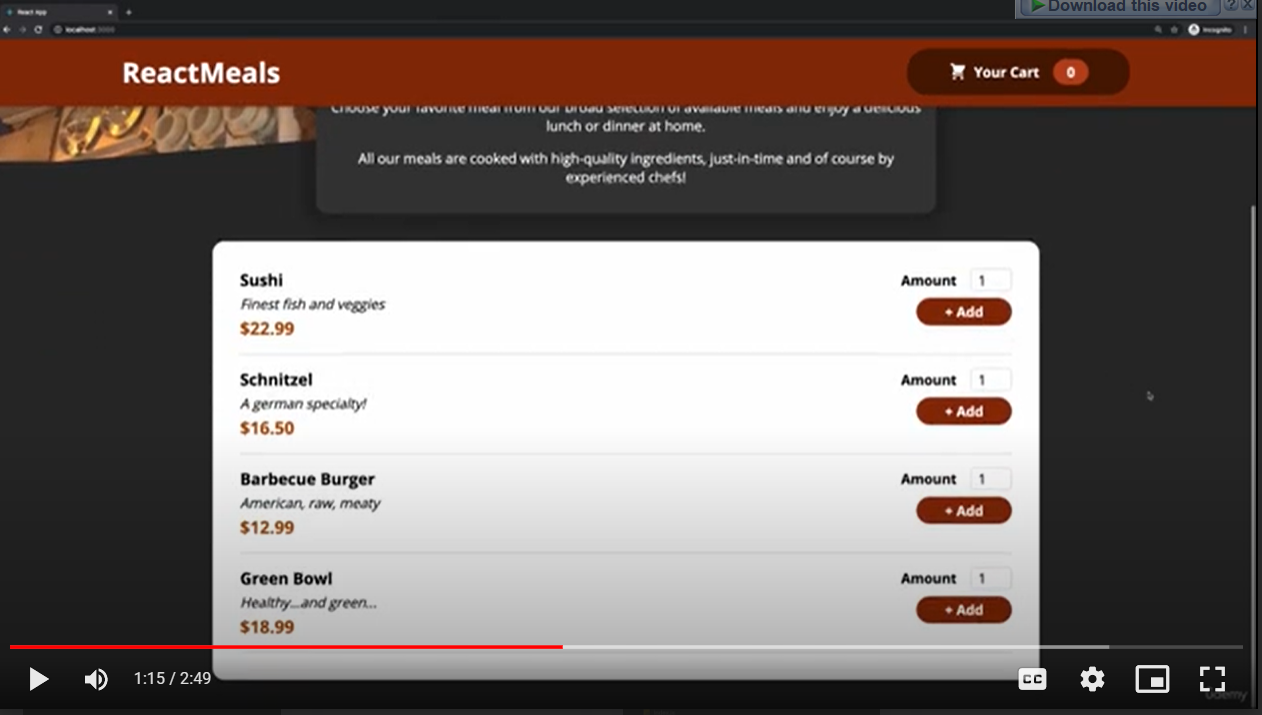 Download this video
React App
localhost:3000
Incognito
ReactMeals
Your Cart 0
Choose your favorite meal from our broad selection of available meals and enjoy a delicious
lunch or dinner at home.
All our meals are cooked with high-quality ingredients, just-in-time and of course by
experienced chefs!
Sushi
Finest fish and veggies
$22.99
Amount 1
+ Add
Schnitzel
A german specialty!
$16.50
Amount 1
+ Add
Barbecue Burger
American, raw, meaty
$12.99
Amount 1
+ Add
Green Bowl
Healthy...and green...
$18.99
Amount 1
+ Add
1:15 / 2:49
CC
udemy